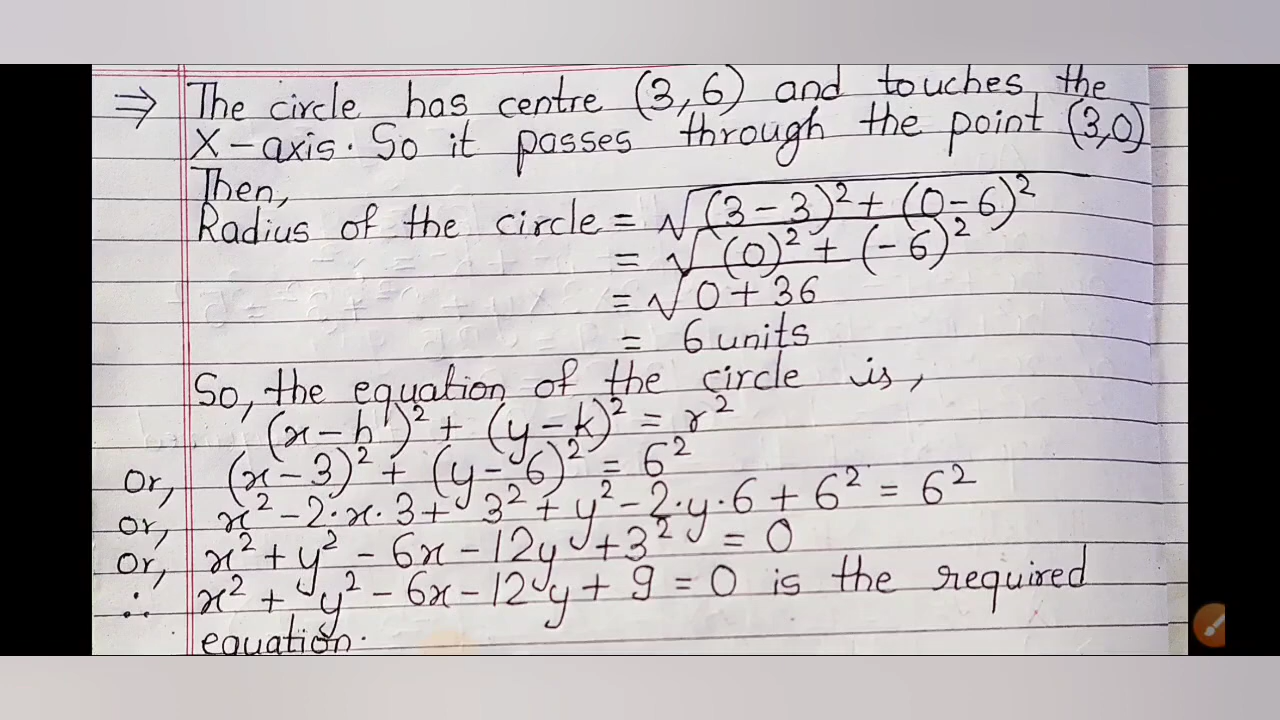 ⇒ The circle has centre (3,6) and touches the
X-axis. So it passes through the point (3,0)
Then,
Radius of the circle = √(3-3)² + (0-6)²
= √(0)² + (-6)²
= √0+36
= 6 units
So, the equation of the circle is,
(x-h)² + (y-k)² = r²
Or, (x-3)² + (y-6)² = 6²
or, x² - 2·x·3 + 3² + y² - 2·y·6 + 6² = 6²
Or, x² + y² - 6x - 12y + 3² = 0
∴ x² + y² - 6x - 12y + 9 = 0 is the required
equation.